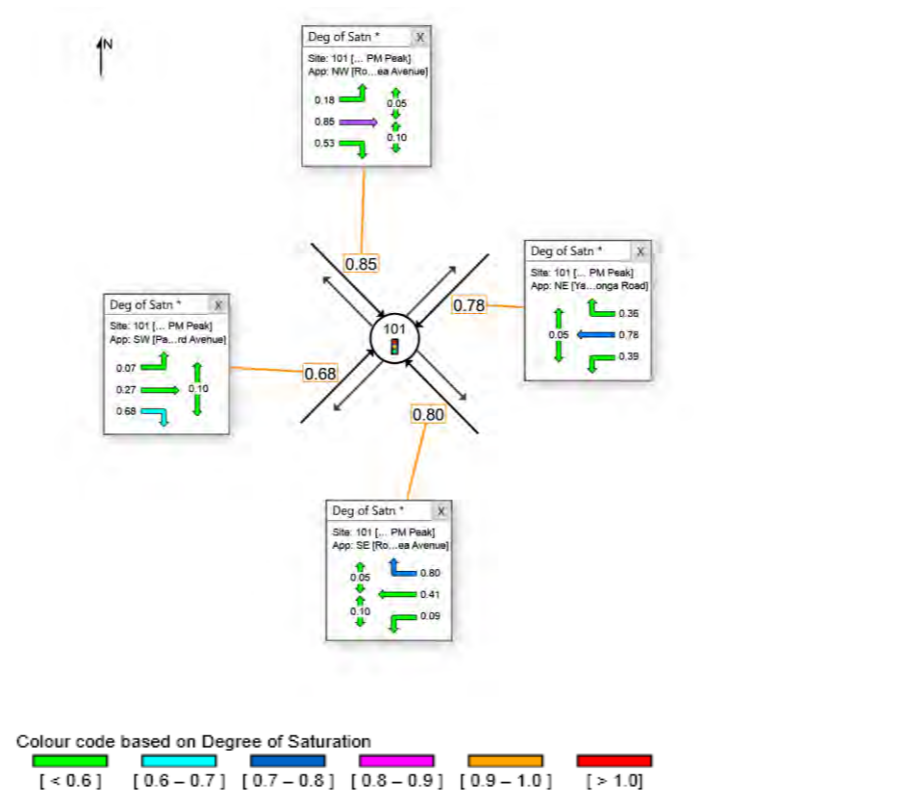 N
Deg of Satn * X
Site: 101 [... PM Peak]
App: NW [Ro...ea Avenue]
0.18
0.05
0.85
0.10
0.53
0.85
Deg of Satn * X
Site: 101 [... PM Peak]
App: NE [Ya...onga Road]
0.36
0.05
0.78
0.39
0.78
Deg of Satn * X
Site: 101 [... PM Peak]
App: SW [Pa...rd Avenue]
0.07
0.27
0.10
0.68
0.68
101
0.80
Deg of Satn * X
Site: 101 [... PM Peak]
App: SE [Ro...ea Avenue]
0.05
0.80
0.41
0.10
0.09
Colour code based on Degree of Saturation
[ < 0.6 ] [ 0.6 – 0.7 ] [ 0.7 – 0.8 ] [ 0.8 – 0.9 ] [ 0.9 – 1.0 ] [ > 1.0]